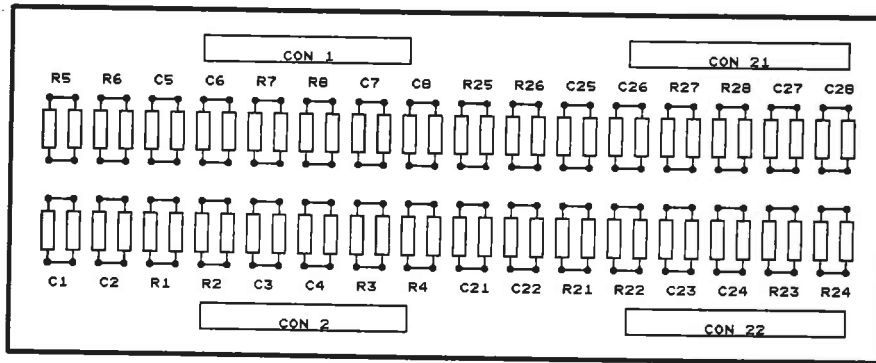 CON 1 CON 21
R5 R6 C5 C6 R7 R8 C7 C8 R25 R26 C25 C26 R27 R28 C27 C28
C1 C2 R1 R2 C3 C4 R3 R4 C21 C22 R21 R22 C23 C24 R23 R24
CON 2 CON 22